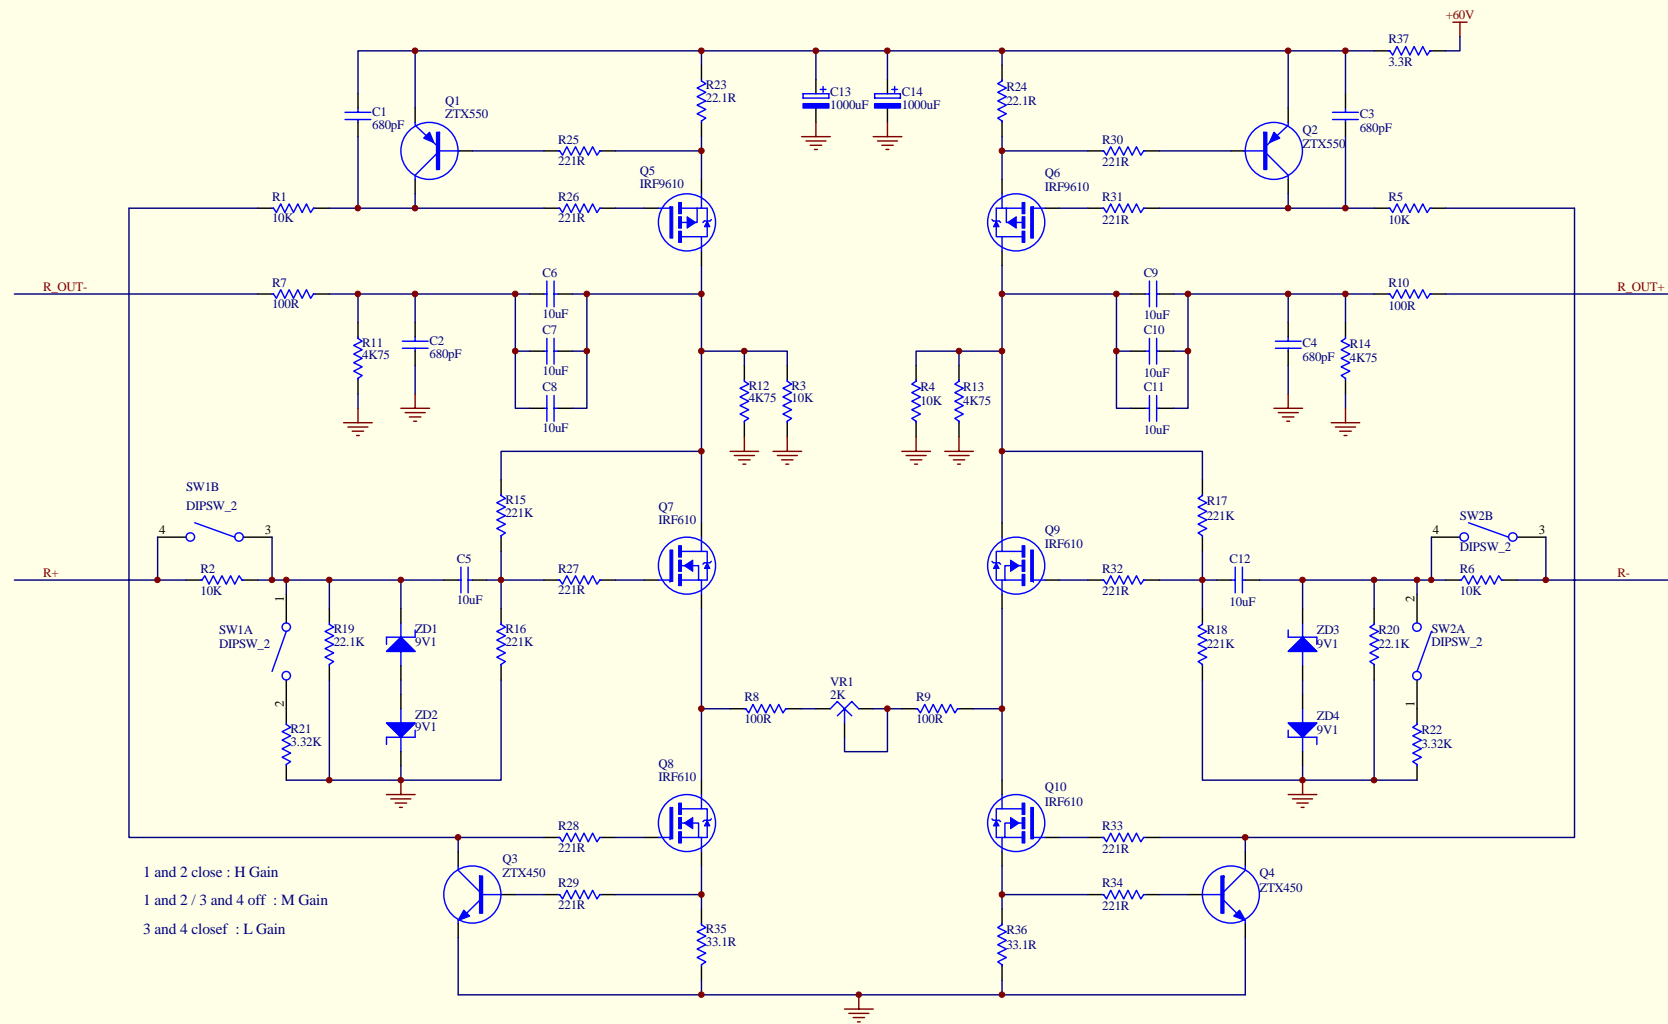 +60V
R37
3.3R
R23
22.1R
C13
1000uF
C14
1000uF
R24
22.1R
Q1
ZTX550
C1
680pF
C3
680pF
Q2
ZTX550
R25
221R
R30
221R
Q5
IRF9610
Q6
IRF9610
R1
10K
R26
221R
R31
221R
R5
10K
R_OUT-
R7
100R
C6
10uF
C9
10uF
R10
100R
R_OUT+
R11
4K75
C2
680pF
C7
10uF
C10
10uF
C4
680pF
R14
4K75
C8
10uF
R12
4K75
R3
10K
R4
10K
R13
4K75
C11
10uF
SW1B
DIPSW_2
4
3
R15
221K
Q7
IRF610
Q9
IRF610
R17
221K
SW2B
DIPSW_2
4
3
R+
R2
10K
C5
10uF
R27
221R
R32
221R
C12
10uF
R6
10K
R-
1
SW1A
DIPSW_2
2
R19
22.1K
ZD1
9V1
R16
221K
R18
221K
ZD3
9V1
R20
22.1K
2
SW2A
DIPSW_2
1
R21
3.32K
ZD2
9V1
R8
100R
VR1
2K
R9
100R
ZD4
9V1
R22
3.32K
Q8
IRF610
Q10
IRF610
R28
221R
R33
221R
Q3
ZTX450
R29
221R
R34
221R
Q4
ZTX450
R35
33.1R
R36
33.1R
1 and 2 close : H Gain
1 and 2 / 3 and 4 off : M Gain
3 and 4 closef : L Gain